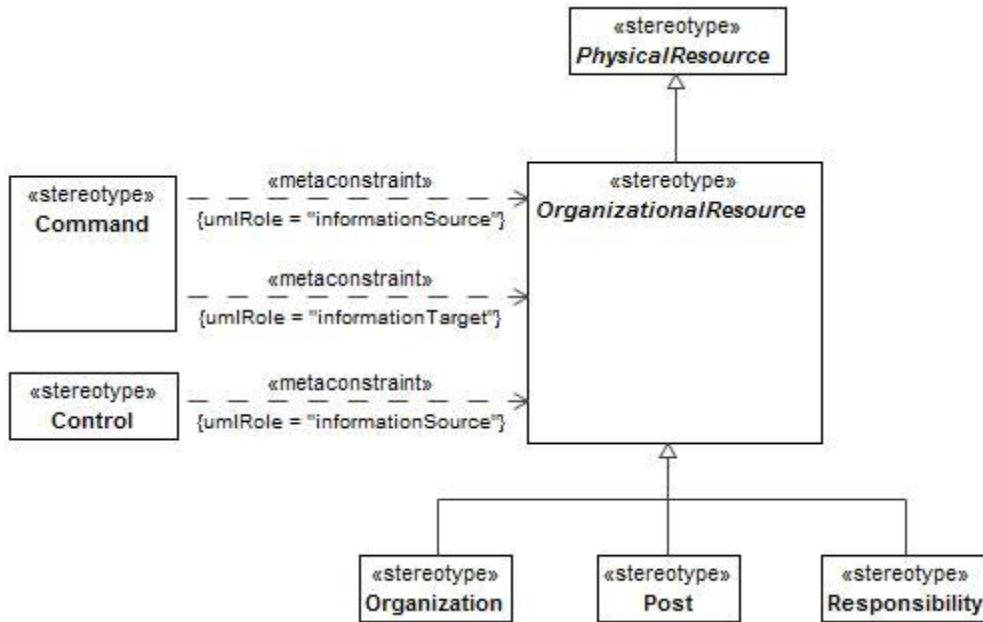 «stereotype»
PhysicalResource
«stereotype»
Command
«metaconstraint»
{umlRole = "informationSource"}
«metaconstraint»
{umlRole = "informationTarget"}
«stereotype»
OrganizationalResource
«stereotype»
Control
«metaconstraint»
{umlRole = "informationSource"}
«stereotype»
Organization
«stereotype»
Post
«stereotype»
Responsibility